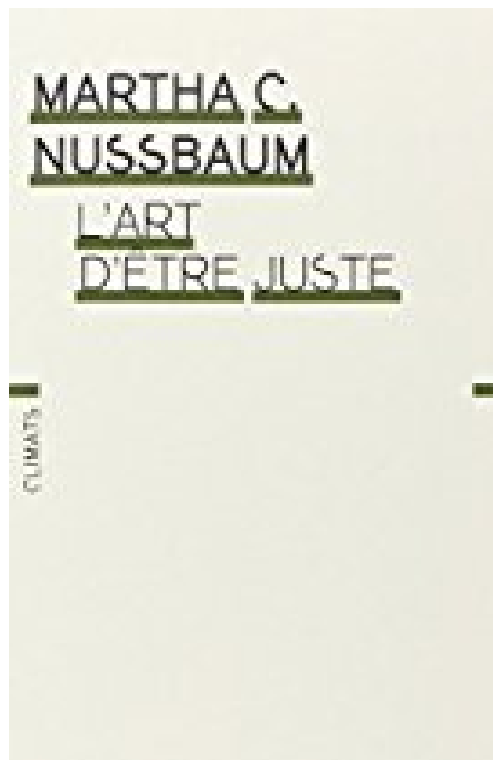 MARTHA C.
NUSSBAUM
L'ART
D'ÊTRE JUSTE
CLIMATS